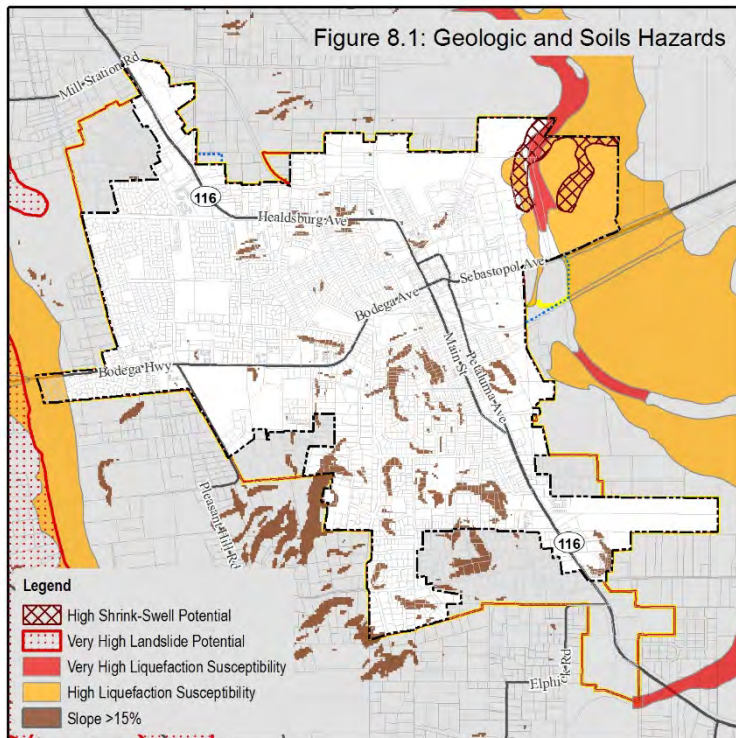 Figure 8.1: Geologic and Soils Hazards
Mill Station Rd
116
Healdsburg Ave
Sebastopol Ave
Bodega Ave
Main St
Petaluma Ave
Bodega Hwy
Pleasant Hill Rd
116
Elphick Rd
Legend
High Shrink-Swell Potential
Very High Landslide Potential
Very High Liquefaction Susceptibility
High Liquefaction Susceptibility
Slope >15%